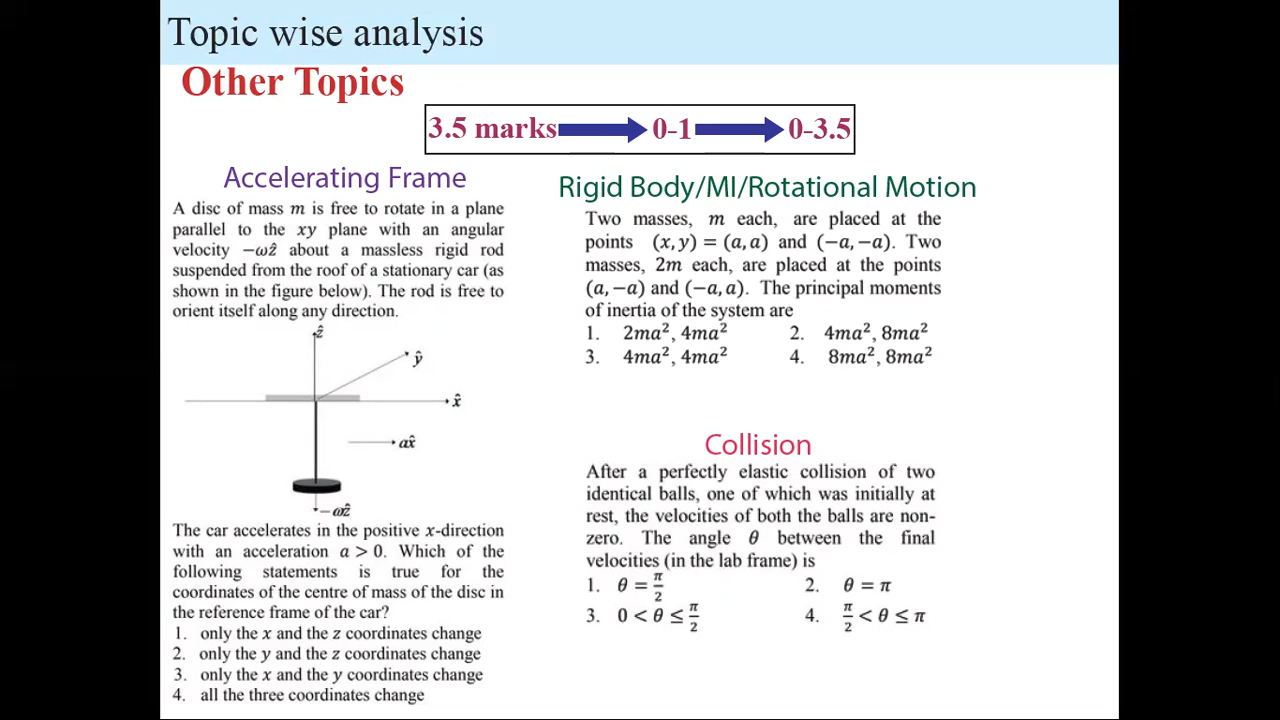 Topic wise analysis
Other Topics
3.5 marks 0-1 0-3.5
Accelerating Frame
A disc of mass m is free to rotate in a plane
parallel to the xy plane with an angular
velocity −ωẑ about a massless rigid rod
suspended from the roof of a stationary car (as
shown in the figure below). The rod is free to
orient itself along any direction.
ẑ
ŷ
x̂
ax̂
−ωẑ
The car accelerates in the positive x-direction
with an acceleration a > 0. Which of the
following statements is true for the
coordinates of the centre of mass of the disc in
the reference frame of the car?
1. only the x and the z coordinates change
2. only the y and the z coordinates change
3. only the x and the y coordinates change
4. all the three coordinates change
Rigid Body/MI/Rotational Motion
Two masses, m each, are placed at the
points (x, y) = (a, a) and (−a, −a). Two
masses, 2m each, are placed at the points
(a, −a) and (−a, a). The principal moments
of inertia of the system are
1. 2ma², 4ma² 2. 4ma², 8ma²
3. 4ma², 4ma² 4. 8ma², 8ma²
Collision
After a perfectly elastic collision of two
identical balls, one of which was initially at
rest, the velocities of both the balls are non-
zero. The angle θ between the final
velocities (in the lab frame) is
1. θ = π/2 2. θ = π
3. 0 < θ ≤ π/2 4. π/2 < θ ≤ π